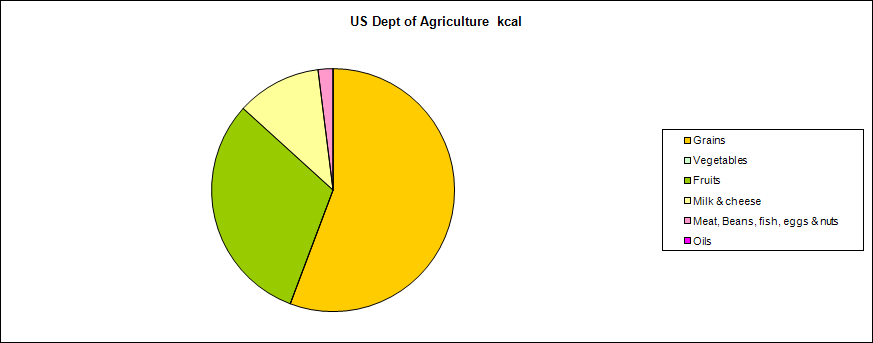 US Dept of Agriculture  kcal
Grains
Vegetables
Fruits
Milk & cheese
Meat, Beans, fish, eggs & nuts
Oils